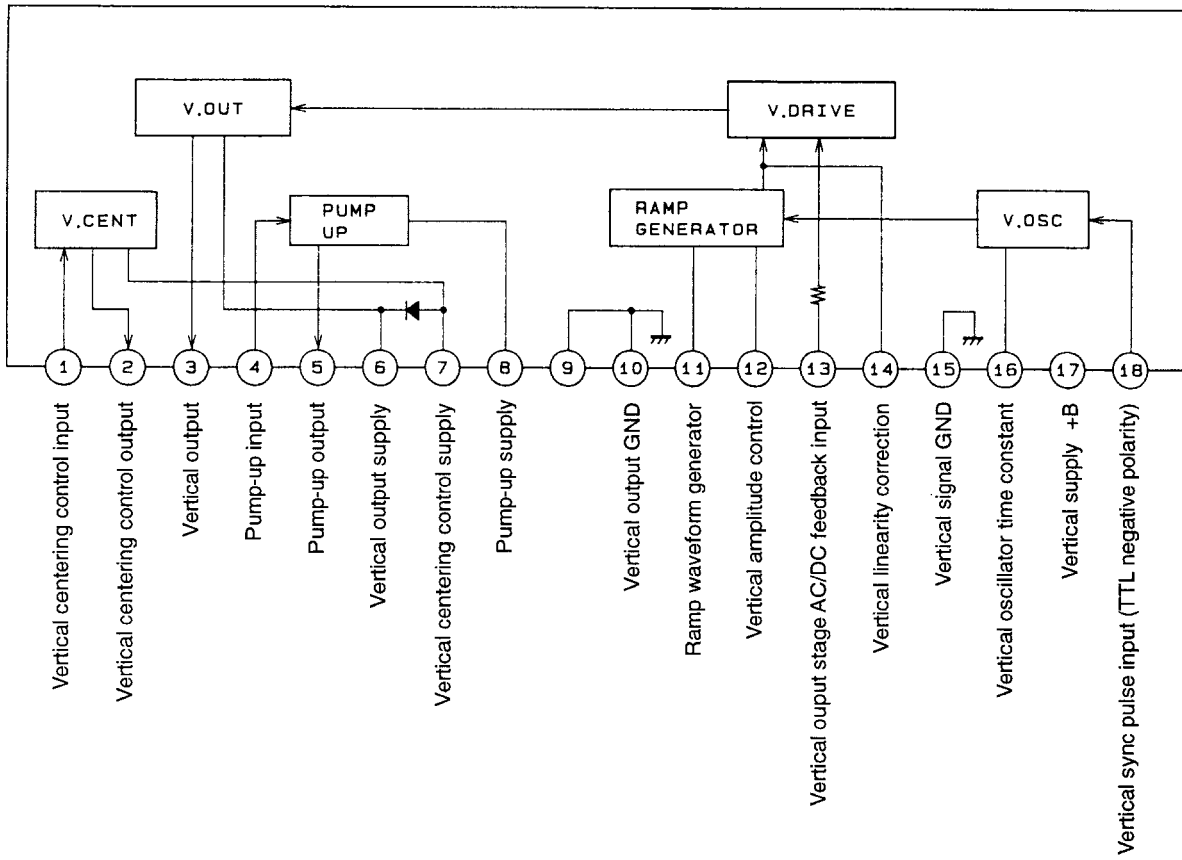 V.OUT
V.DRIVE
V.CENT
PUMP
UP
RAMP
GENERATOR
V.OSC
1
2
3
4
5
6
7
8
9
10
11
12
13
14
15
16
17
18
Vertical centering control input
Vertical centering control output
Vertical output
Pump-up input
Pump-up output
Vertical output supply
Vertical centering control supply
Pump-up supply
Vertical output GND
Ramp waveform generator
Vertical amplitude control
Vertical ouput stage AC/DC feedback input
Vertical linearity correction
Vertical signal GND
Vertical oscillator time constant
Vertical supply +B
Vertical sync pulse input (TTL negative polarity)